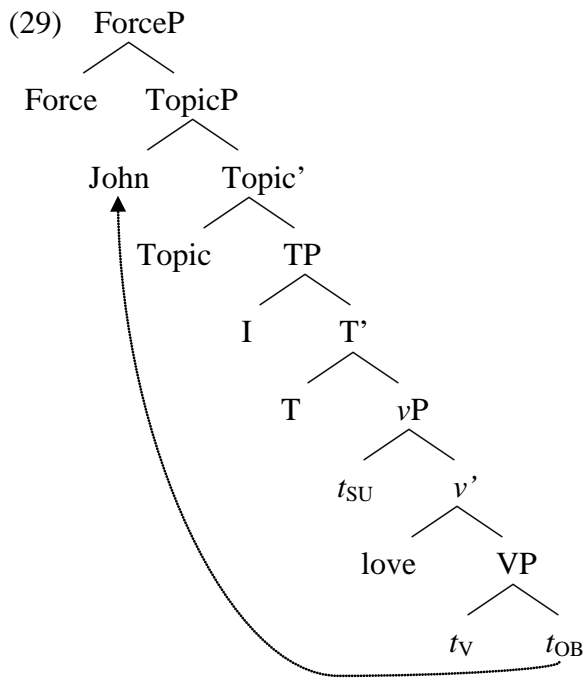 (29) ForceP
Force TopicP
John Topic’
Topic TP
I T’
T vP
tSU v’
love VP
tV tOB